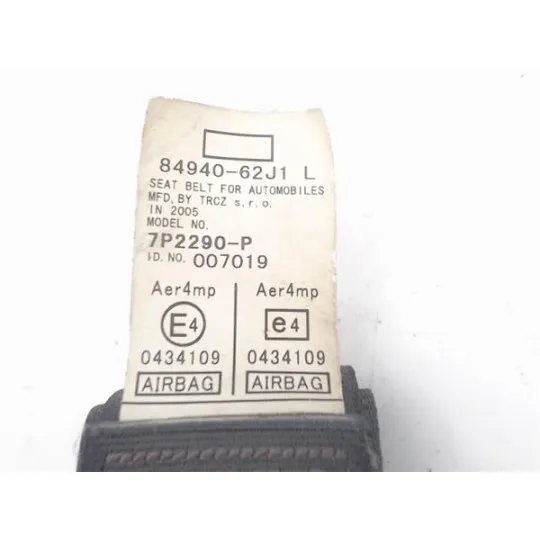 84940-62J1 L
SEAT BELT FOR AUTOMOBILES
MFD. BY TRCZ s.r.o.
IN 2005
MODEL NO.
7P2290-P
I.D. NO. 007019
Aer4mp Aer4mp
E4 e4
0434109 0434109
AIRBAG AIRBAG